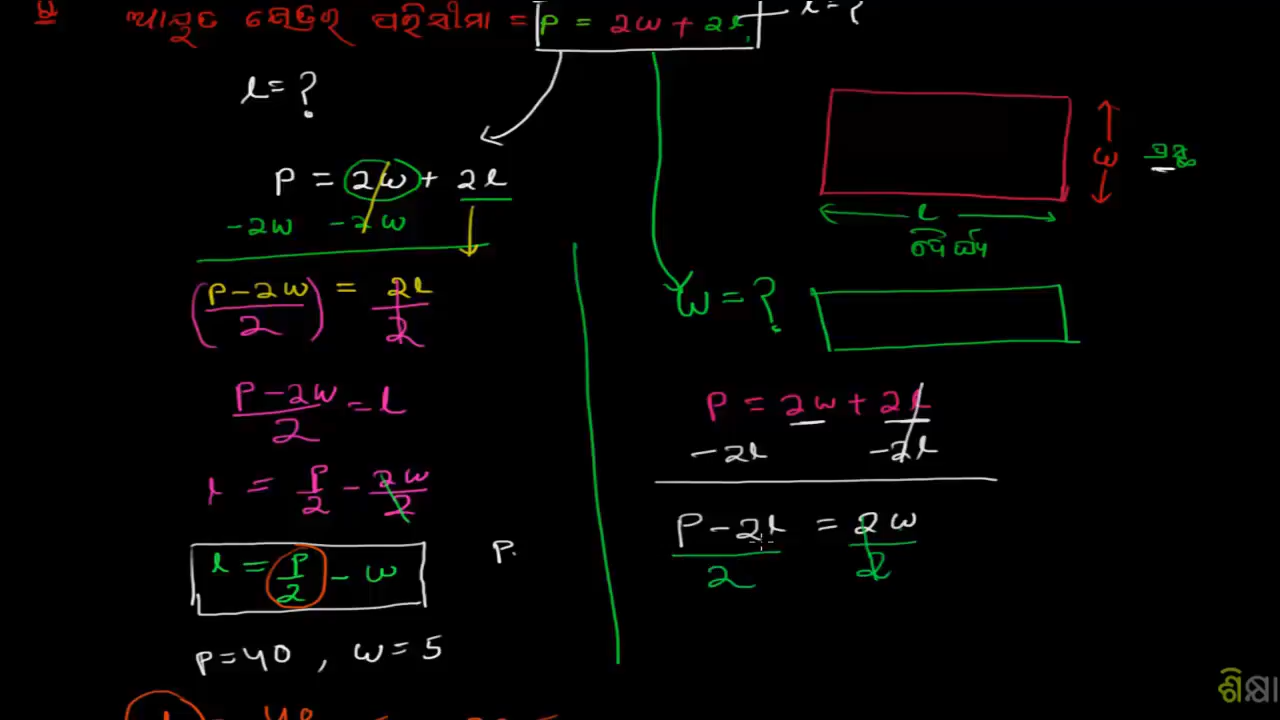 ଆୟତ କ୍ଷେତ୍ରର ପରିସୀମା = P = 2w + 2l
l = ?
P = 2w + 2l
-2w -2w
(P-2w)/2 = 2l/2
(P-2w)/2 = l
l = P/2 - 2w/2
l = P/2 - w
P=40 , w=5
P.
w
ପ୍ରସ୍ଥ
l
ଦୈର୍ଘ୍ୟ
w = ?
P = 2w + 2l
-2l -2l
(P-2l)/2 = 2w/2
ଶିକ୍ଷା